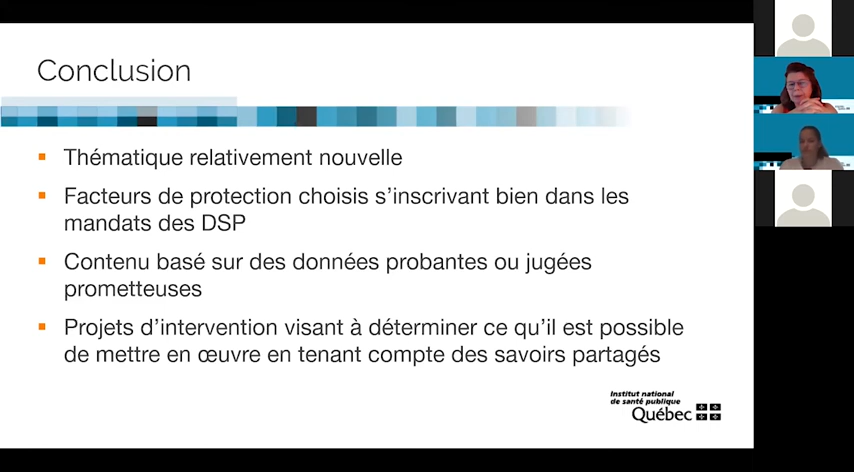 Conclusion
Thématique relativement nouvelle
Facteurs de protection choisis s’inscrivant bien dans les
mandats des DSP
Contenu basé sur des données probantes ou jugées
prometteuses
Projets d’intervention visant à déterminer ce qu’il est possible
de mettre en œuvre en tenant compte des savoirs partagés
Institut national
de santé publique
Québec